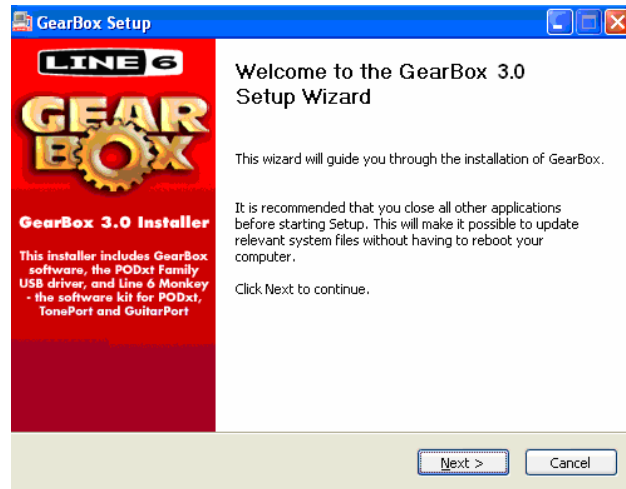 GearBox Setup
LINE 6
GEAR
BOX
GearBox 3.0 Installer
This installer includes GearBox
software, the PODxt Family
USB driver, and Line 6 Monkey
- the software kit for PODxt,
TonePort and GuitarPort
Welcome to the GearBox 3.0
Setup Wizard
This wizard will guide you through the installation of GearBox.
It is recommended that you close all other applications
before starting Setup. This will make it possible to update
relevant system files without having to reboot your
computer.
Click Next to continue.
Next >
Cancel